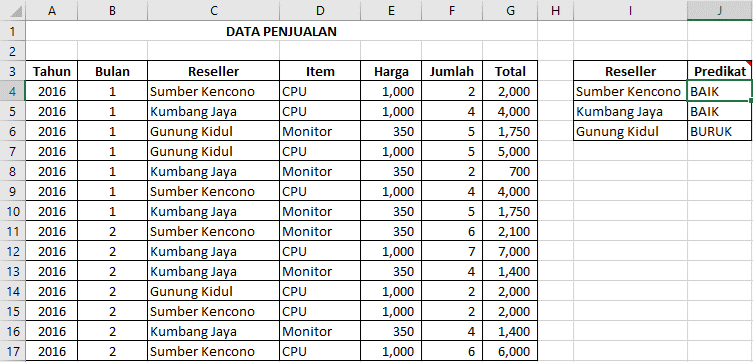 A B C D E F G H I J
1 DATA PENJUALAN
2
3 Tahun Bulan Reseller Item Harga Jumlah Total Reseller Predikat
4 2016 1 Sumber Kencono CPU 1,000 2 2,000 Sumber Kencono BAIK
5 2016 1 Kumbang Jaya CPU 1,000 4 4,000 Kumbang Jaya BAIK
6 2016 1 Gunung Kidul Monitor 350 5 1,750 Gunung Kidul BURUK
7 2016 1 Gunung Kidul CPU 1,000 5 5,000
8 2016 1 Kumbang Jaya Monitor 350 2 700
9 2016 1 Sumber Kencono CPU 1,000 4 4,000
10 2016 1 Kumbang Jaya Monitor 350 5 1,750
11 2016 2 Sumber Kencono Monitor 350 6 2,100
12 2016 2 Kumbang Jaya CPU 1,000 7 7,000
13 2016 2 Kumbang Jaya Monitor 350 4 1,400
14 2016 2 Gunung Kidul CPU 1,000 2 2,000
15 2016 2 Sumber Kencono CPU 1,000 2 2,000
16 2016 2 Kumbang Jaya Monitor 350 4 1,400
17 2016 2 Sumber Kencono CPU 1,000 6 6,000